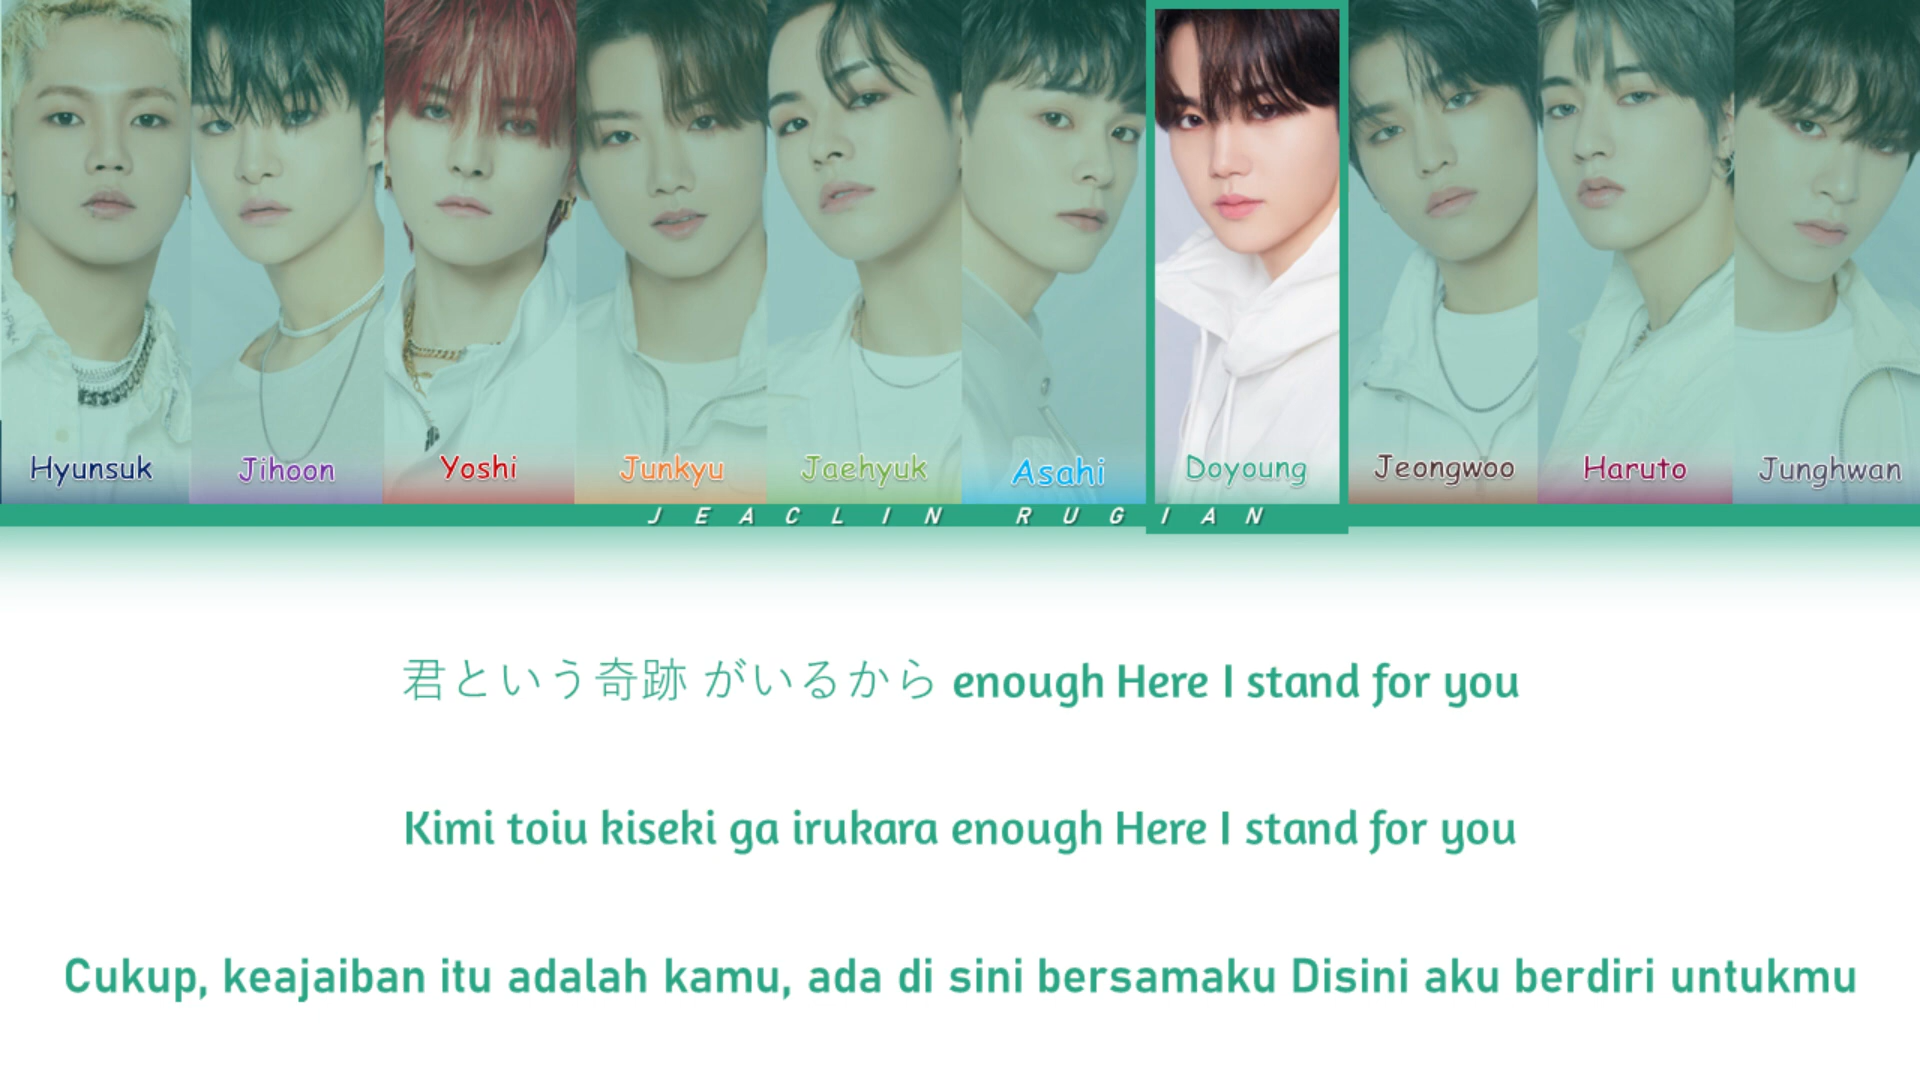 Hyunsuk Jihoon Yoshi Junkyu Jaehyuk Asahi Doyoung Jeongwoo Haruto Junghwan
JEACLIN RUGIAN
君という奇跡 がいるから enough Here I stand for you
Kimi toiu kiseki ga irukara enough Here I stand for you
Cukup, keajaiban itu adalah kamu, ada di sini bersamaku Disini aku berdiri untukmu